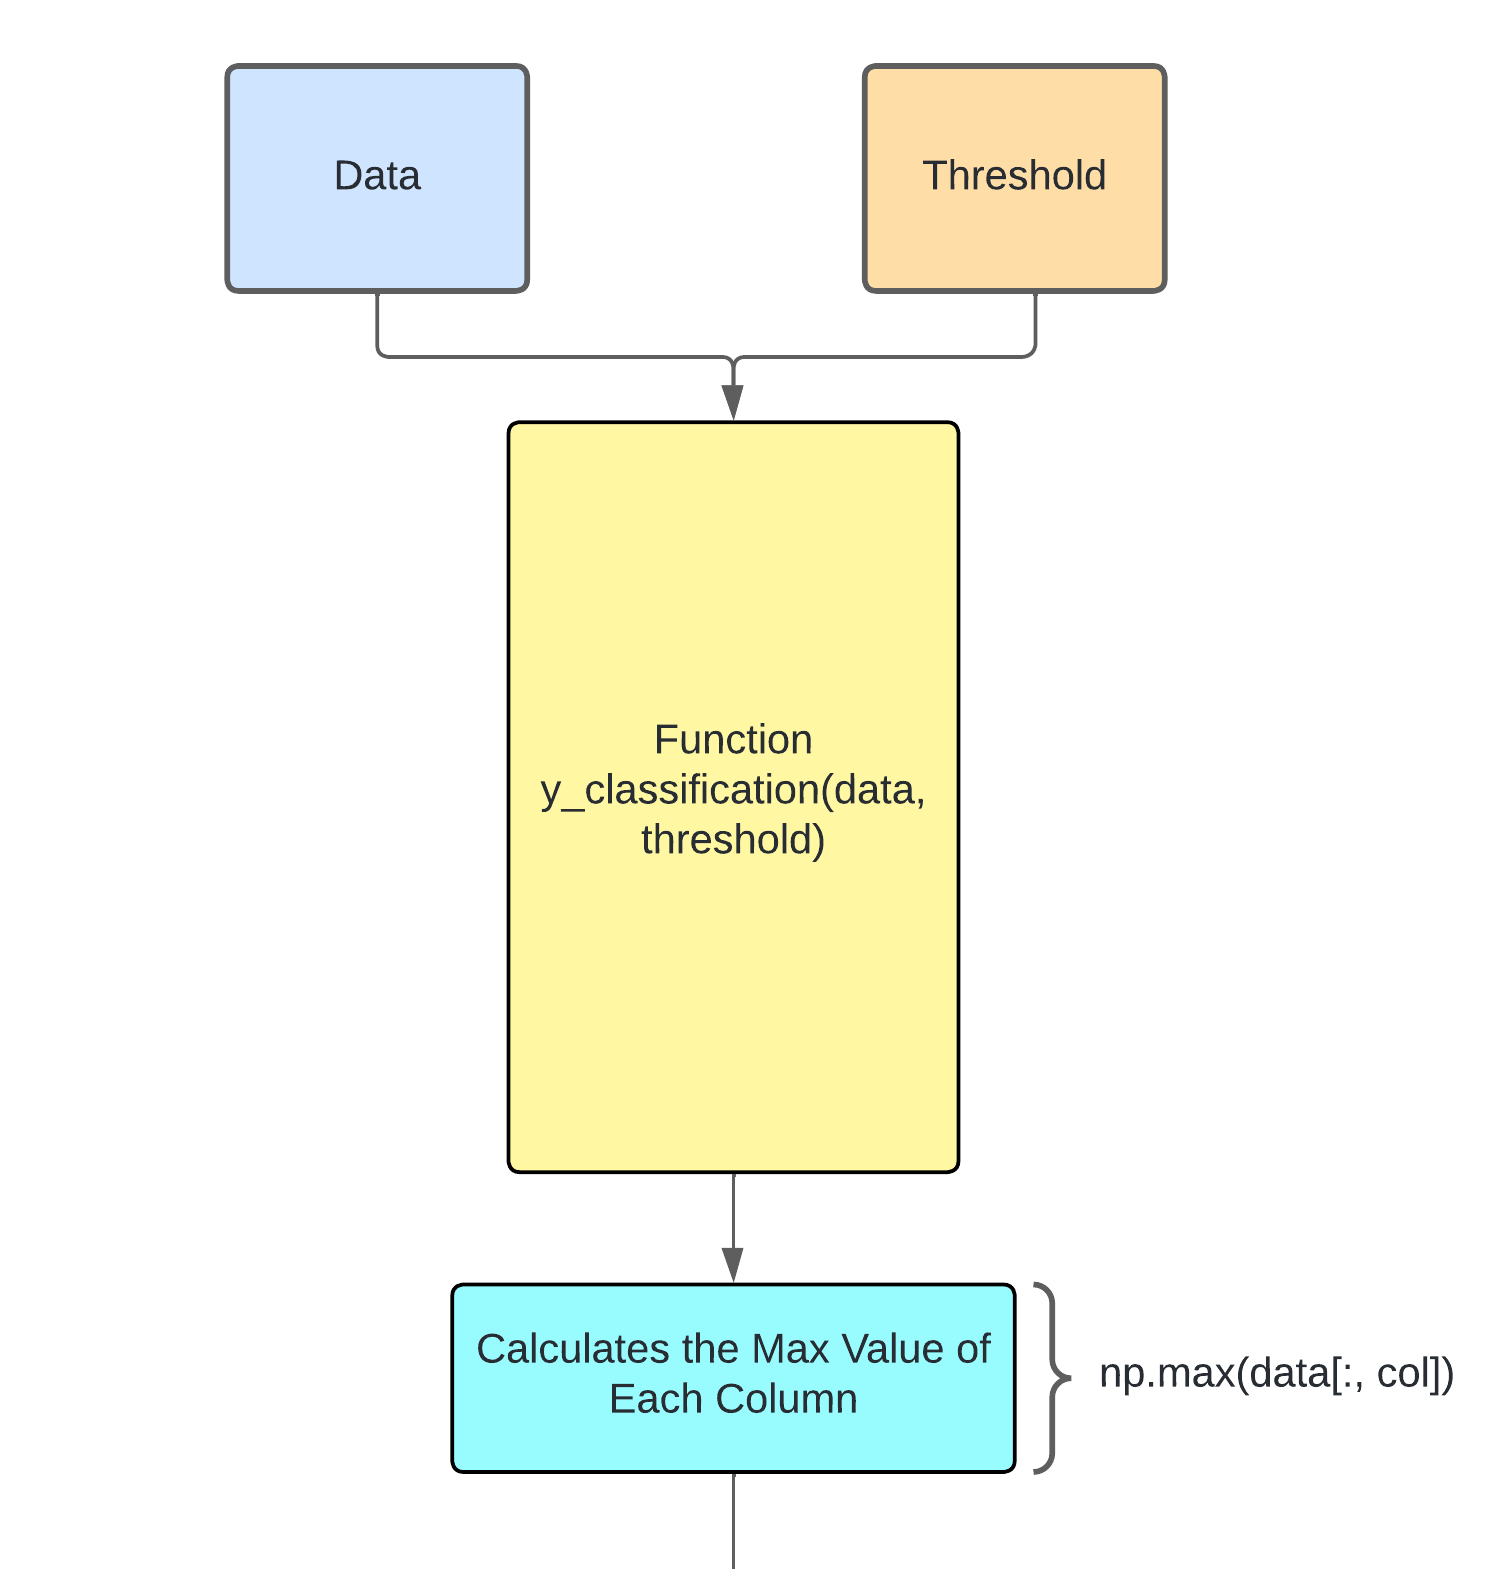 Data
Threshold
Function
y_classification(data,
threshold)
Calculates the Max Value of
Each Column
np.max(data[:, col])